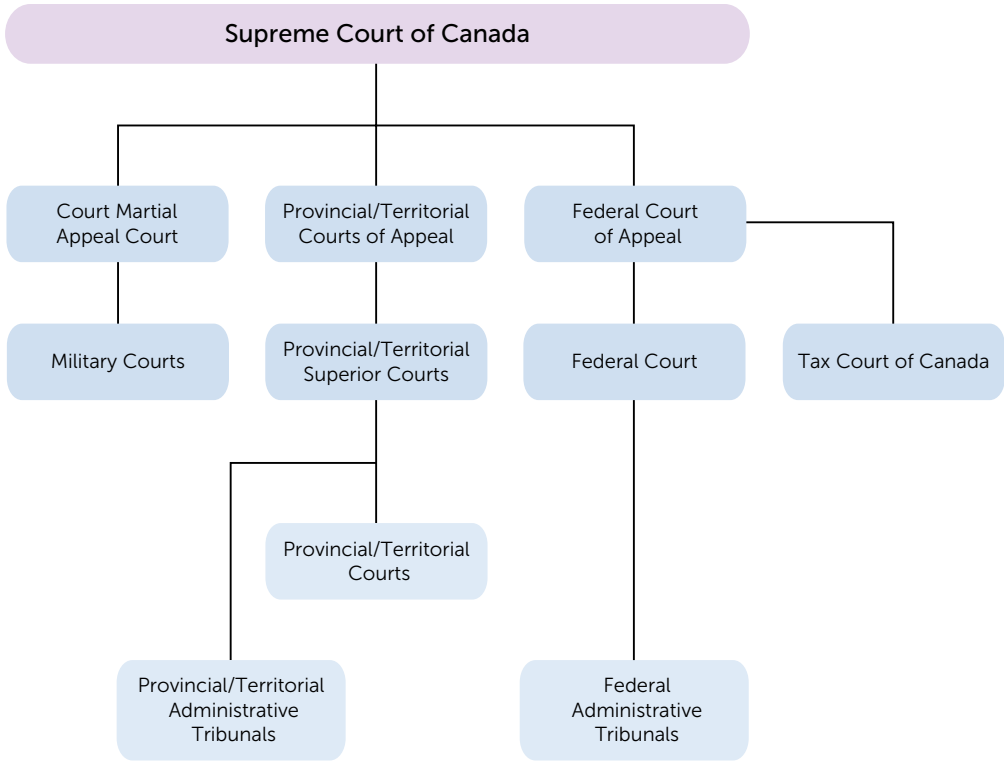 Supreme Court of Canada
Court Martial
Appeal Court
Provincial/Territorial
Courts of Appeal
Federal Court
of Appeal
Military Courts
Provincial/Territorial
Superior Courts
Federal Court
Tax Court of Canada
Provincial/Territorial
Courts
Provincial/Territorial
Administrative
Tribunals
Federal
Administrative
Tribunals